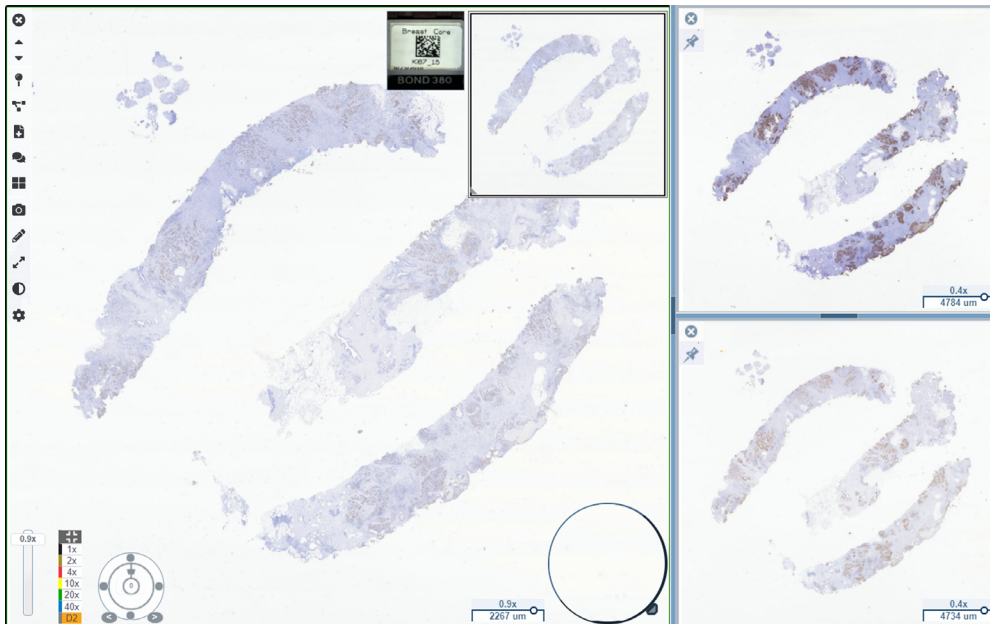 Breast Core
KI67_15
BOND 380
0.4x
4784 um
0.9x
1x
2x
4x
10x
20x
40x
D2
0
0.9x
2267 um
0.4x
4734 um